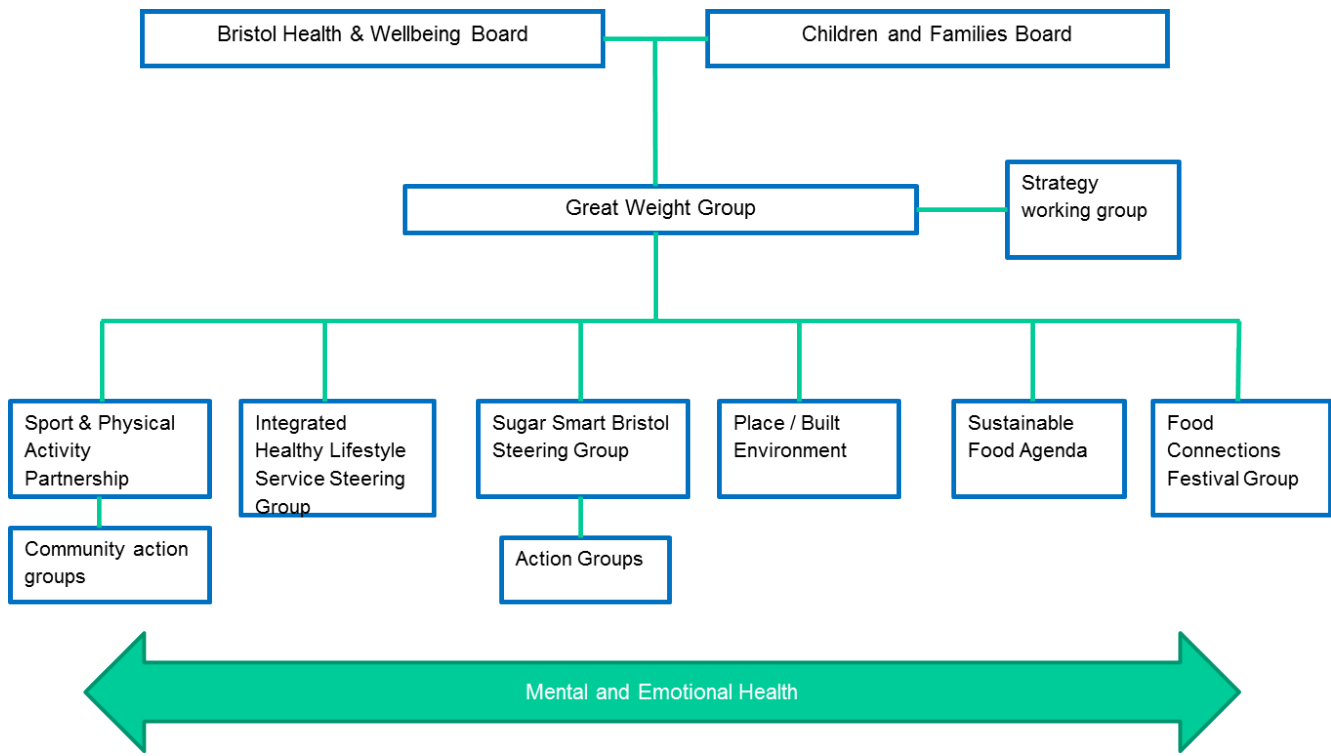 Bristol Health & Wellbeing Board
Children and Families Board
Great Weight Group
Strategy
working group
Sport & Physical
Activity
Partnership
Integrated
Healthy Lifestyle
Service Steering
Group
Sugar Smart Bristol
Steering Group
Place / Built
Environment
Sustainable
Food Agenda
Food
Connections
Festival Group
Community action
groups
Action Groups
Mental and Emotional Health